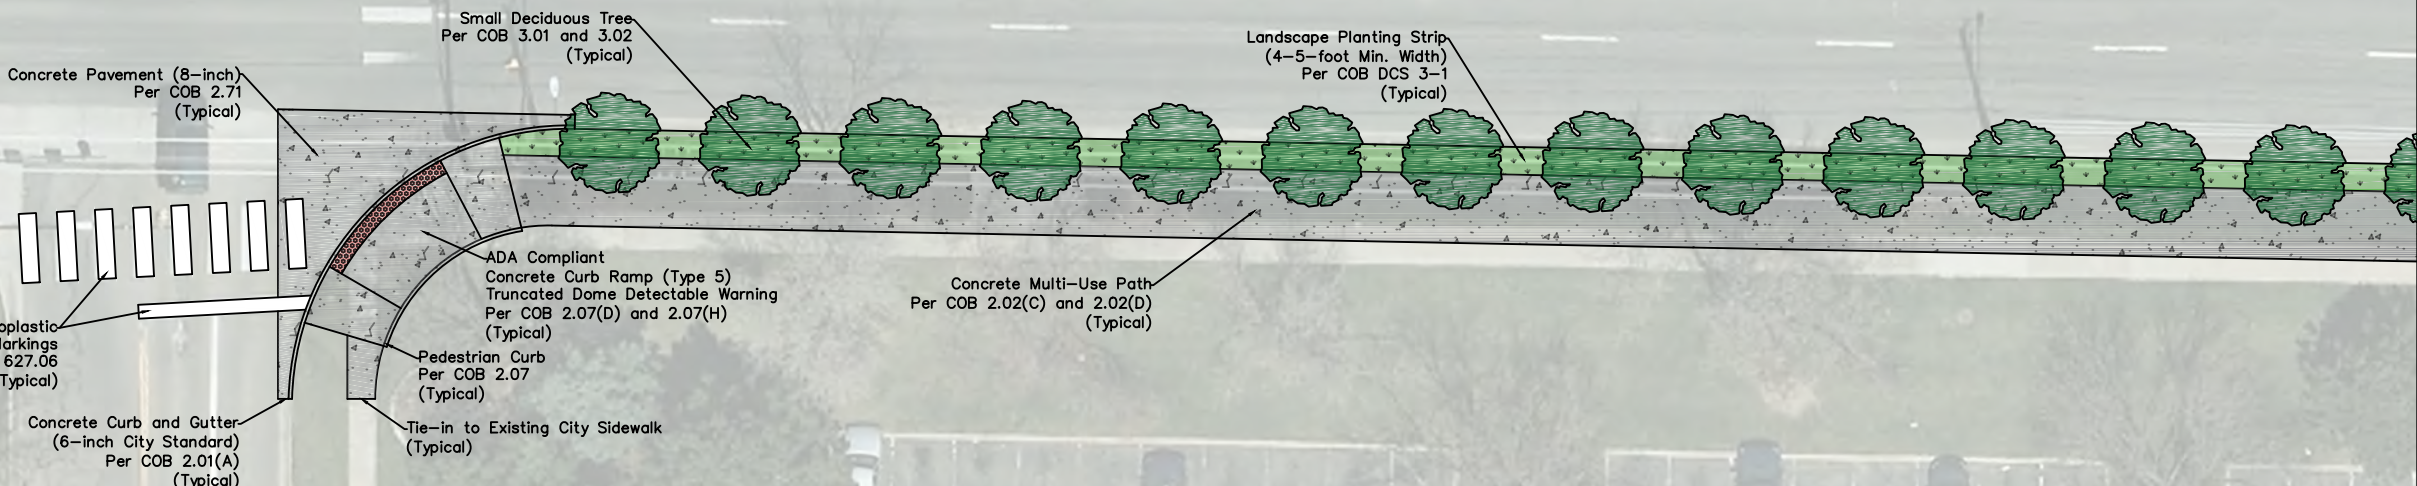 Small Deciduous Tree
Per COB 3.01 and 3.02
(Typical)
Landscape Planting Strip
(4-5-foot Min. Width)
Per COB DCS 3-1
(Typical)
Concrete Pavement (8-inch)
Per COB 2.71
(Typical)
ADA Compliant
Concrete Curb Ramp (Type 5)
Truncated Dome Detectable Warning
Per COB 2.07(D) and 2.07(H)
(Typical)
Concrete Multi-Use Path
Per COB 2.02(C) and 2.02(D)
(Typical)
oplastic
arkings
627.06
Typical)
Pedestrian Curb
Per COB 2.07
(Typical)
Concrete Curb and Gutter
(6-inch City Standard)
Per COB 2.01(A)
(Typical)
Tie-in to Existing City Sidewalk
(Typical)